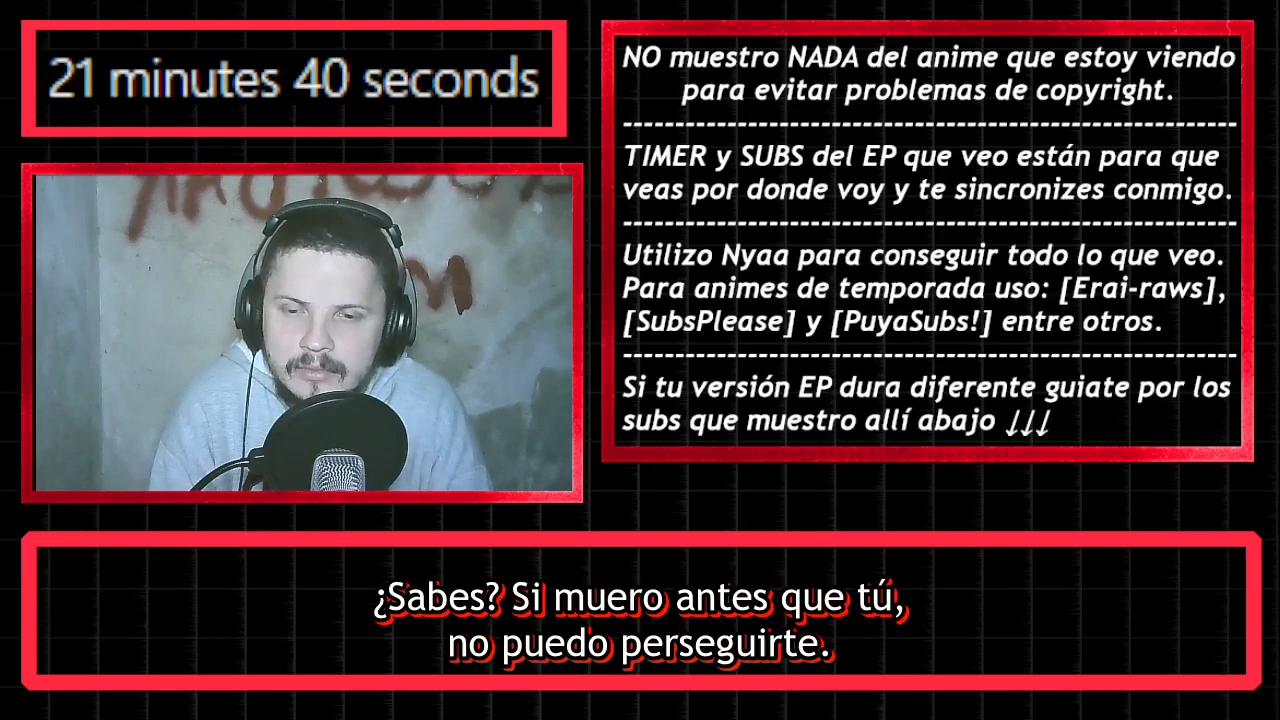 21 minutes 40 seconds
NO muestro NADA del anime que estoy viendo
para evitar problemas de copyright.
TIMER y SUBS del EP que veo están para que
veas por donde voy y te sincronizes conmigo.
Utilizo Nyaa para conseguir todo lo que veo.
Para animes de temporada uso: [Erai-raws],
[SubsPlease] y [PuyaSubs!] entre otros.
Si tu versión EP dura diferente guiate por los
subs que muestro allí abajo ↓↓↓
¿Sabes? Si muero antes que tú,
no puedo perseguirte.